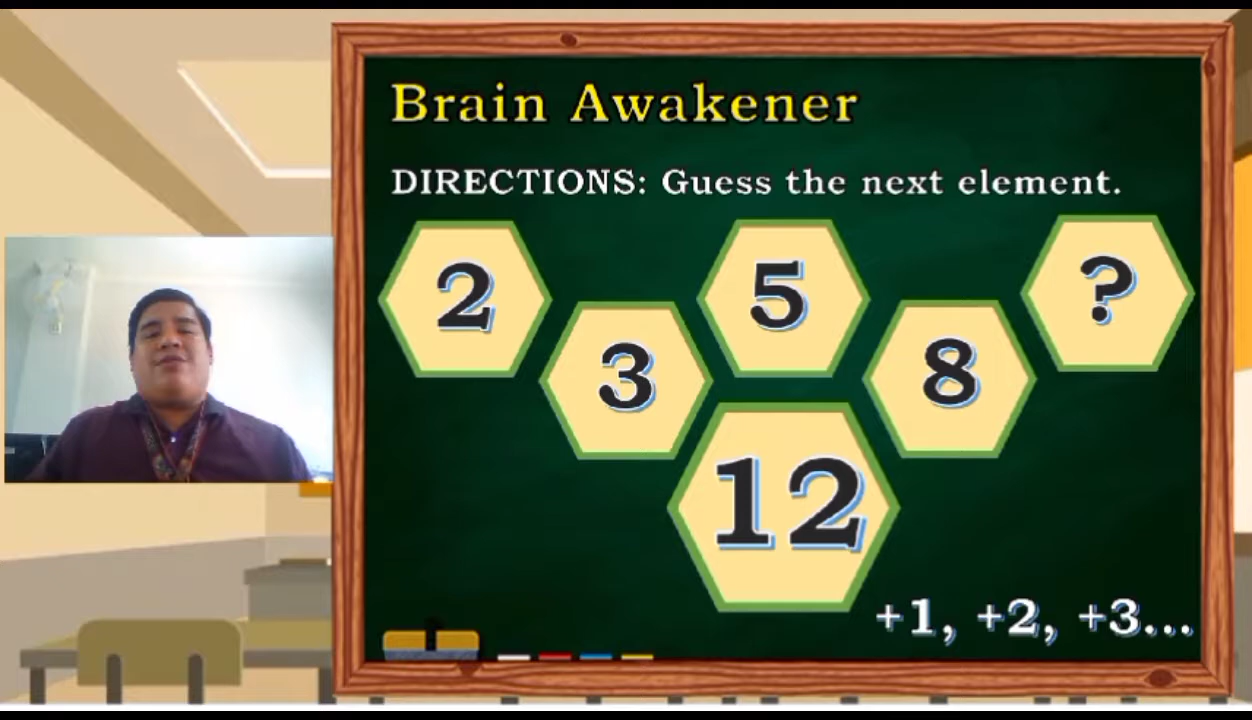 Brain Awakener
DIRECTIONS: Guess the next element.
2
3
5
8
?
12
+1, +2, +3...